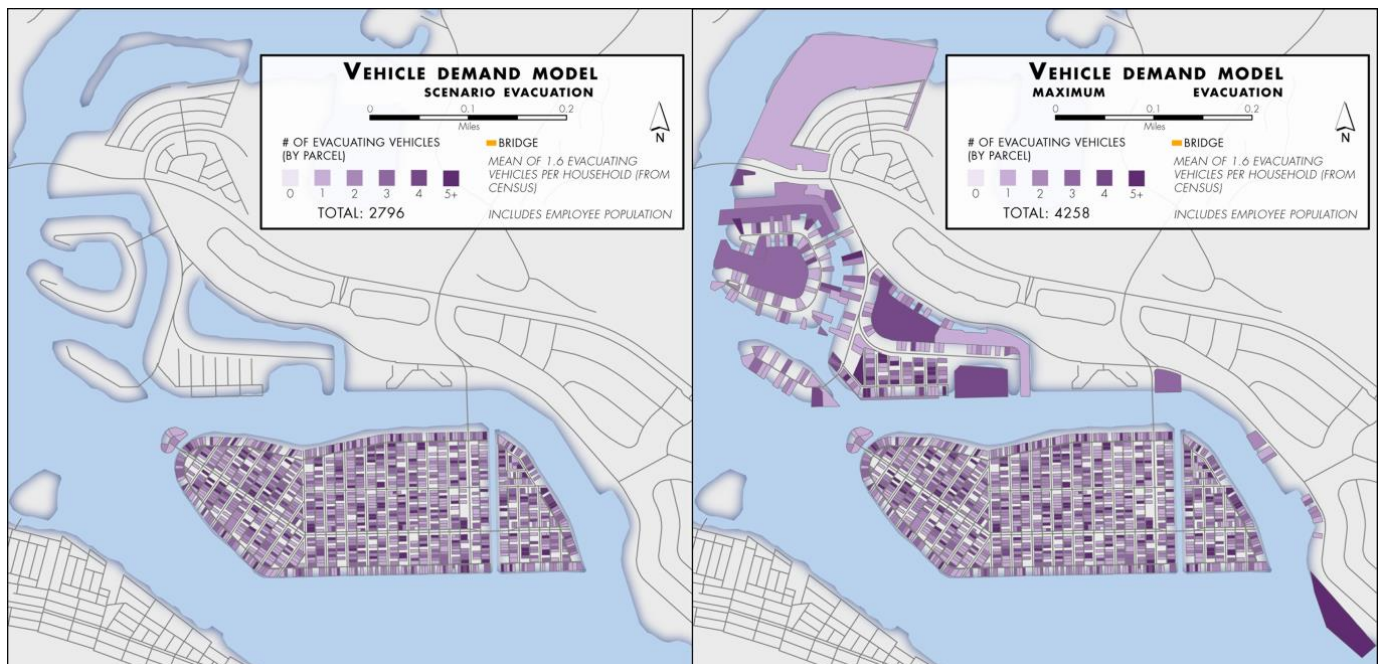 VEHICLE DEMAND MODEL
SCENARIO EVACUATION
0 0.1 0.2
Miles
N
# OF EVACUATING VEHICLES
(BY PARCEL)
0 1 2 3 4 5+
TOTAL: 2796
BRIDGE
MEAN OF 1.6 EVACUATING
VEHICLES PER HOUSEHOLD (FROM
CENSUS)
INCLUDES EMPLOYEE POPULATION
VEHICLE DEMAND MODEL
MAXIMUM EVACUATION
0 0.1 0.2
Miles
N
# OF EVACUATING VEHICLES
(BY PARCEL)
0 1 2 3 4 5+
TOTAL: 4258
BRIDGE
MEAN OF 1.6 EVACUATING
VEHICLES PER HOUSEHOLD (FROM
CENSUS)
INCLUDES EMPLOYEE POPULATION